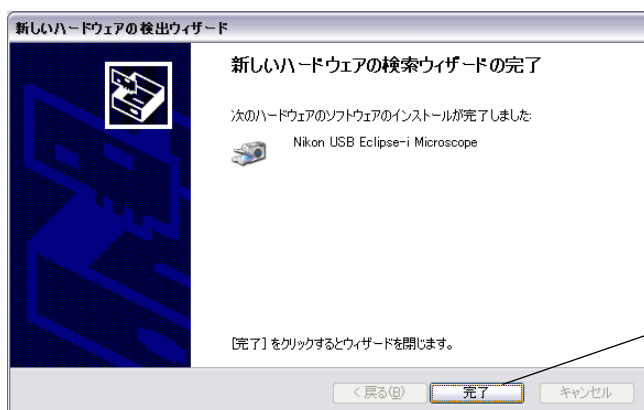 新しいハードウェアの検出ウィザード
新しいハードウェアの検索ウィザードの完了
次のハードウェアのソフトウェアのインストールが完了しました:
Nikon USB Eclipse-i Microscope
[完了] をクリックするとウィザードを閉じます。
< 戻る(B) 完了 キャンセル